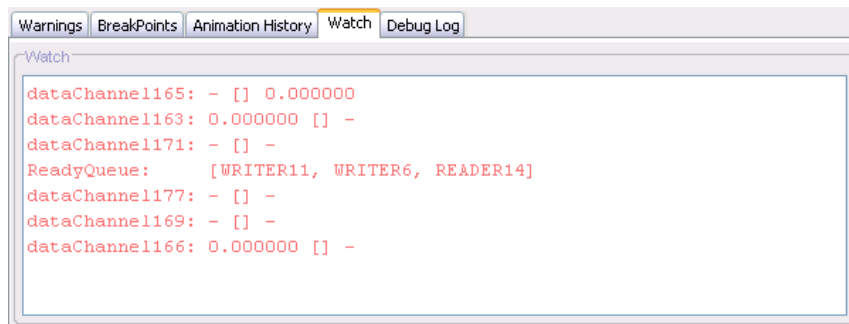 Warnings BreakPoints Animation History Watch Debug Log
Watch
dataChannel165: - [] 0.000000
dataChannel163: 0.000000 [] -
dataChannel171: - [] -
ReadyQueue: [WRITER11, WRITER6, READER14]
dataChannel177: - [] -
dataChannel169: - [] -
dataChannel166: 0.000000 [] -